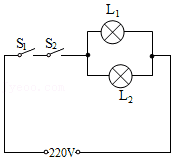 L₁
S₁ S₂
L₂
220V